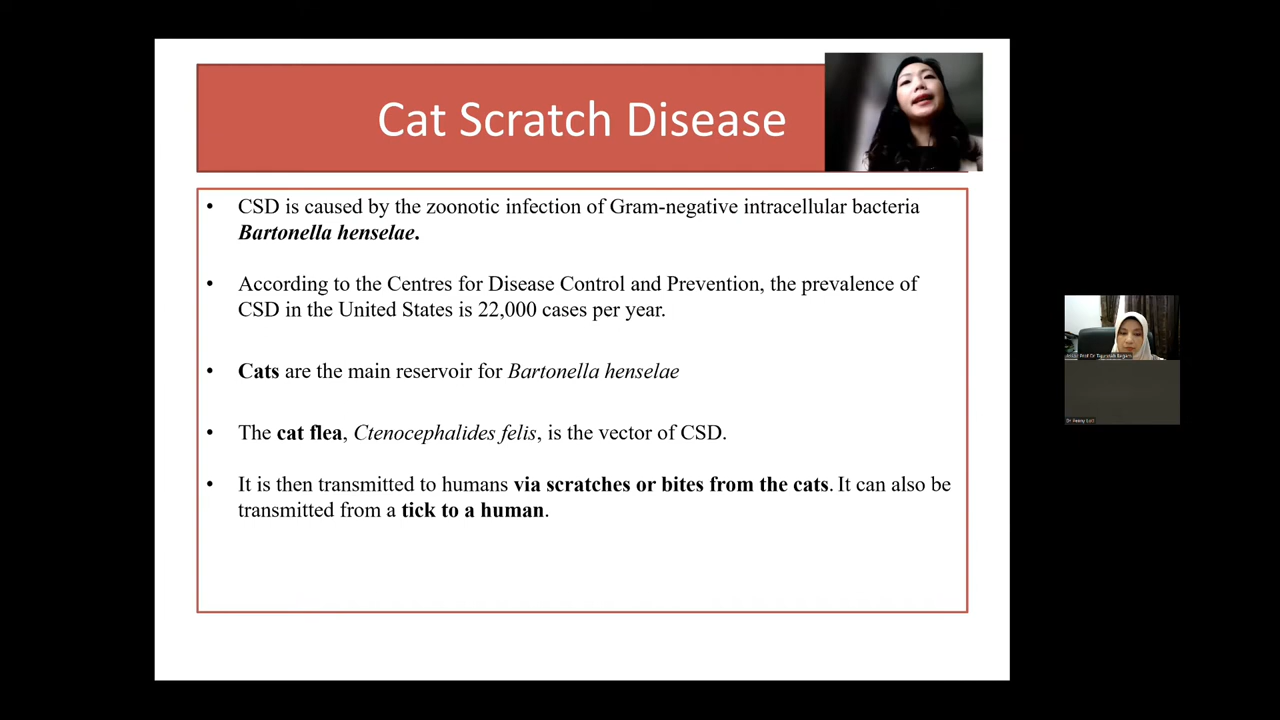 Cat Scratch Disease
• CSD is caused by the zoonotic infection of Gram-negative intracellular bacteria
Bartonella henselae.
• According to the Centres for Disease Control and Prevention, the prevalence of
CSD in the United States is 22,000 cases per year.
• Cats are the main reservoir for Bartonella henselae
• The cat flea, Ctenocephalides felis, is the vector of CSD.
• It is then transmitted to humans via scratches or bites from the cats. It can also be
transmitted from a tick to a human.
Prof Dr
Dr